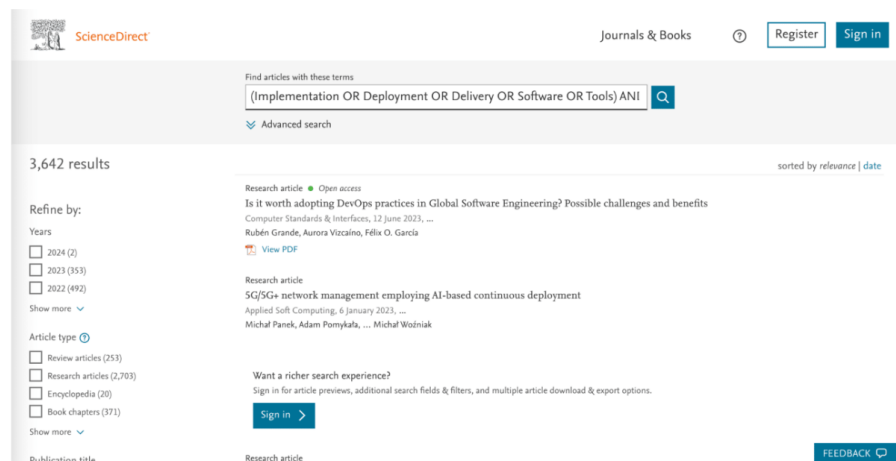 ScienceDirect
Journals & Books
?
Register
Sign in
Find articles with these terms
(Implementation OR Deployment OR Delivery OR Software OR Tools) AND
Advanced search
3,642 results
sorted by relevance | date
Refine by:
Years
2024 (2)
2023 (353)
2022 (492)
Show more
Article type ?
Review articles (253)
Research articles (2,703)
Encyclopedia (20)
Book chapters (371)
Show more
Publication title
Research article Open access
Is it worth adopting DevOps practices in Global Software Engineering? Possible challenges and benefits
Computer Standards & Interfaces, 12 June 2023, ...
Rubén Grande, Aurora Vizcaíno, Félix O. García
View PDF
Research article
5G/5G+ network management employing AI-based continuous deployment
Applied Soft Computing, 6 January 2023, ...
Michał Panek, Adam Pomykała, ... Michał Woźniak
Want a richer search experience?
Sign in for article previews, additional search fields & filters, and multiple article download & export options.
Sign in
Research article
FEEDBACK